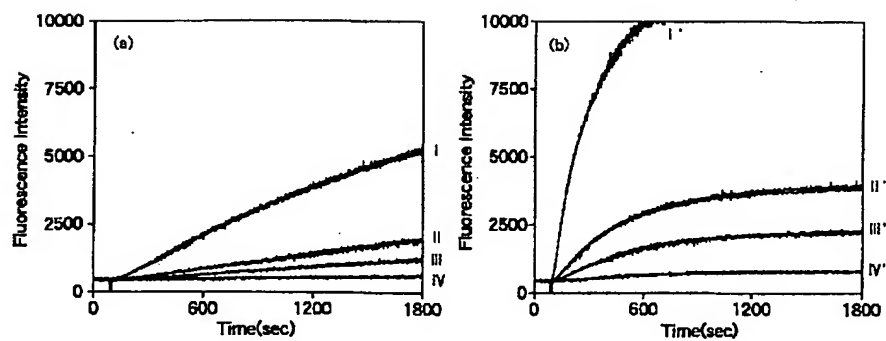 (a)
Fluorescence Intensity
10000
7500
5000
2500
0
I
II
III
IV
0 600 1200 1800
Time(sec)
(b)
Fluorescence Intensity
10000
7500
5000
2500
0
I'
II'
III'
IV'
0 600 1200 1800
Time(sec)